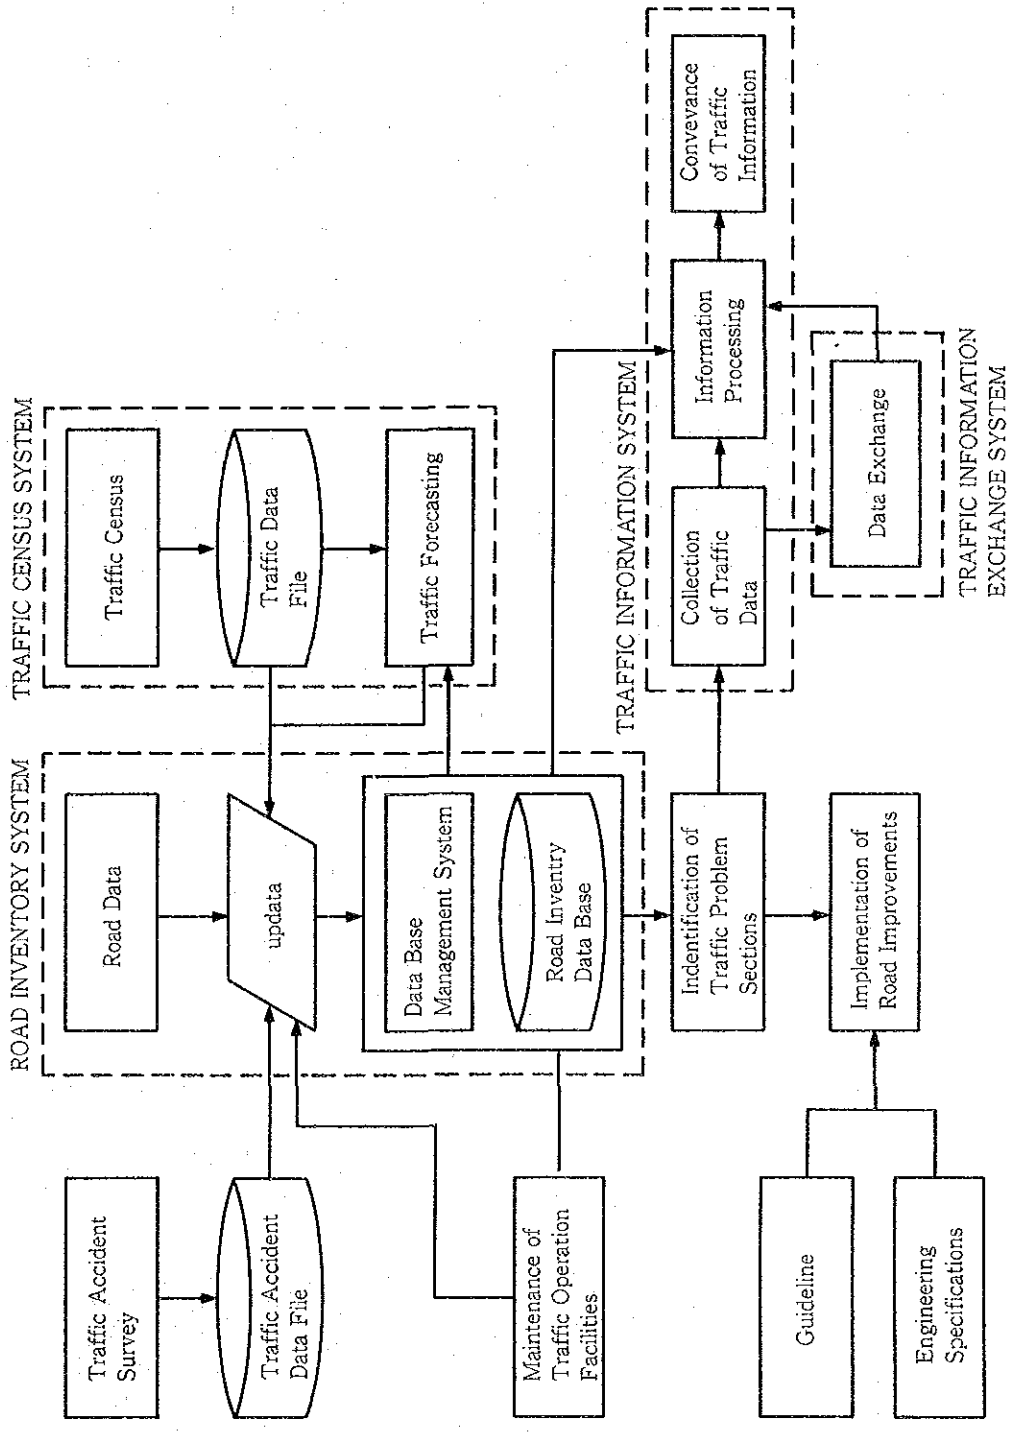 ROAD INVENTORY SYSTEM
TRAFFIC CENSUS SYSTEM
Traffic Accident
Survey
Road Data
Traffic Census
Traffic Accident
Data File
updata
Traffic Data
File
Data Base
Management System
Traffic Forecasting
Maintenance of
Traffic Operation
Facilities
Road Inventry
Data Base
TRAFFIC INFORMATION SYSTEM
Indentification of
Traffic Problem
Sections
Collection
of Traffic
Data
Information
Processing
Conveyance
of Traffic
Information
Guideline
Implementation of
Road Improvements
Data Exchange
Engineering
Specifications
TRAFFIC INFORMATION
EXCHANGE SYSTEM